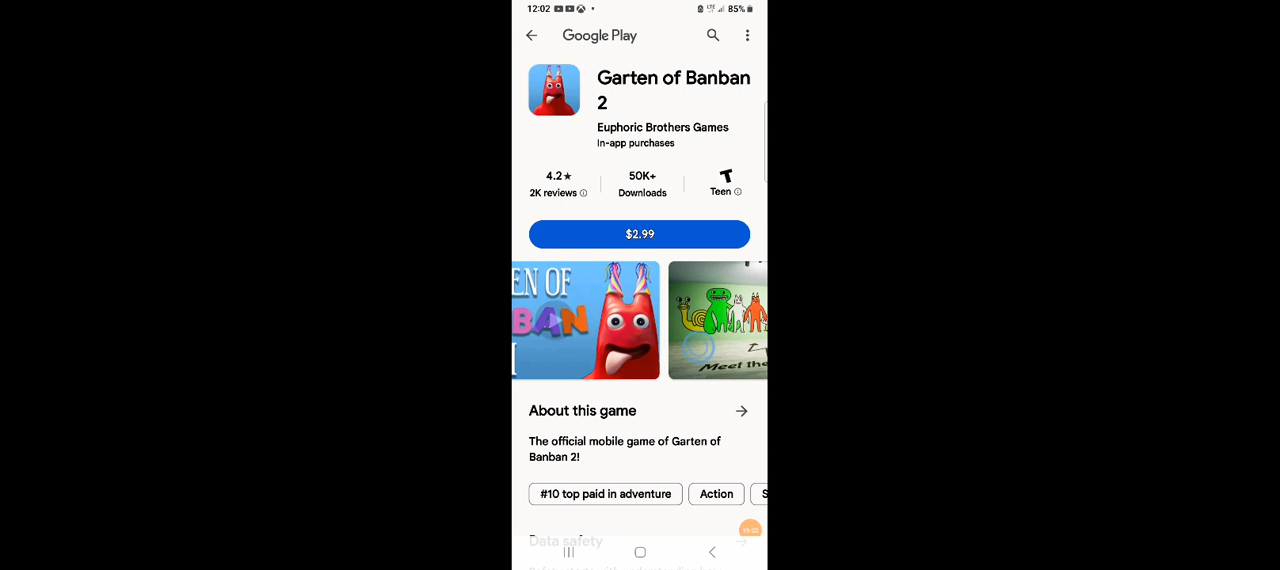 12:02
LTE
85%
Google Play
Garten of Banban
2
Euphoric Brothers Games
In-app purchases
4.2★
2K reviews
50K+
Downloads
T
Teen
$2.99
EN OF
BAN
I
Meet the
About this game
The official mobile game of Garten of
Banban 2!
#10 top paid in adventure
Action
S
Data safety